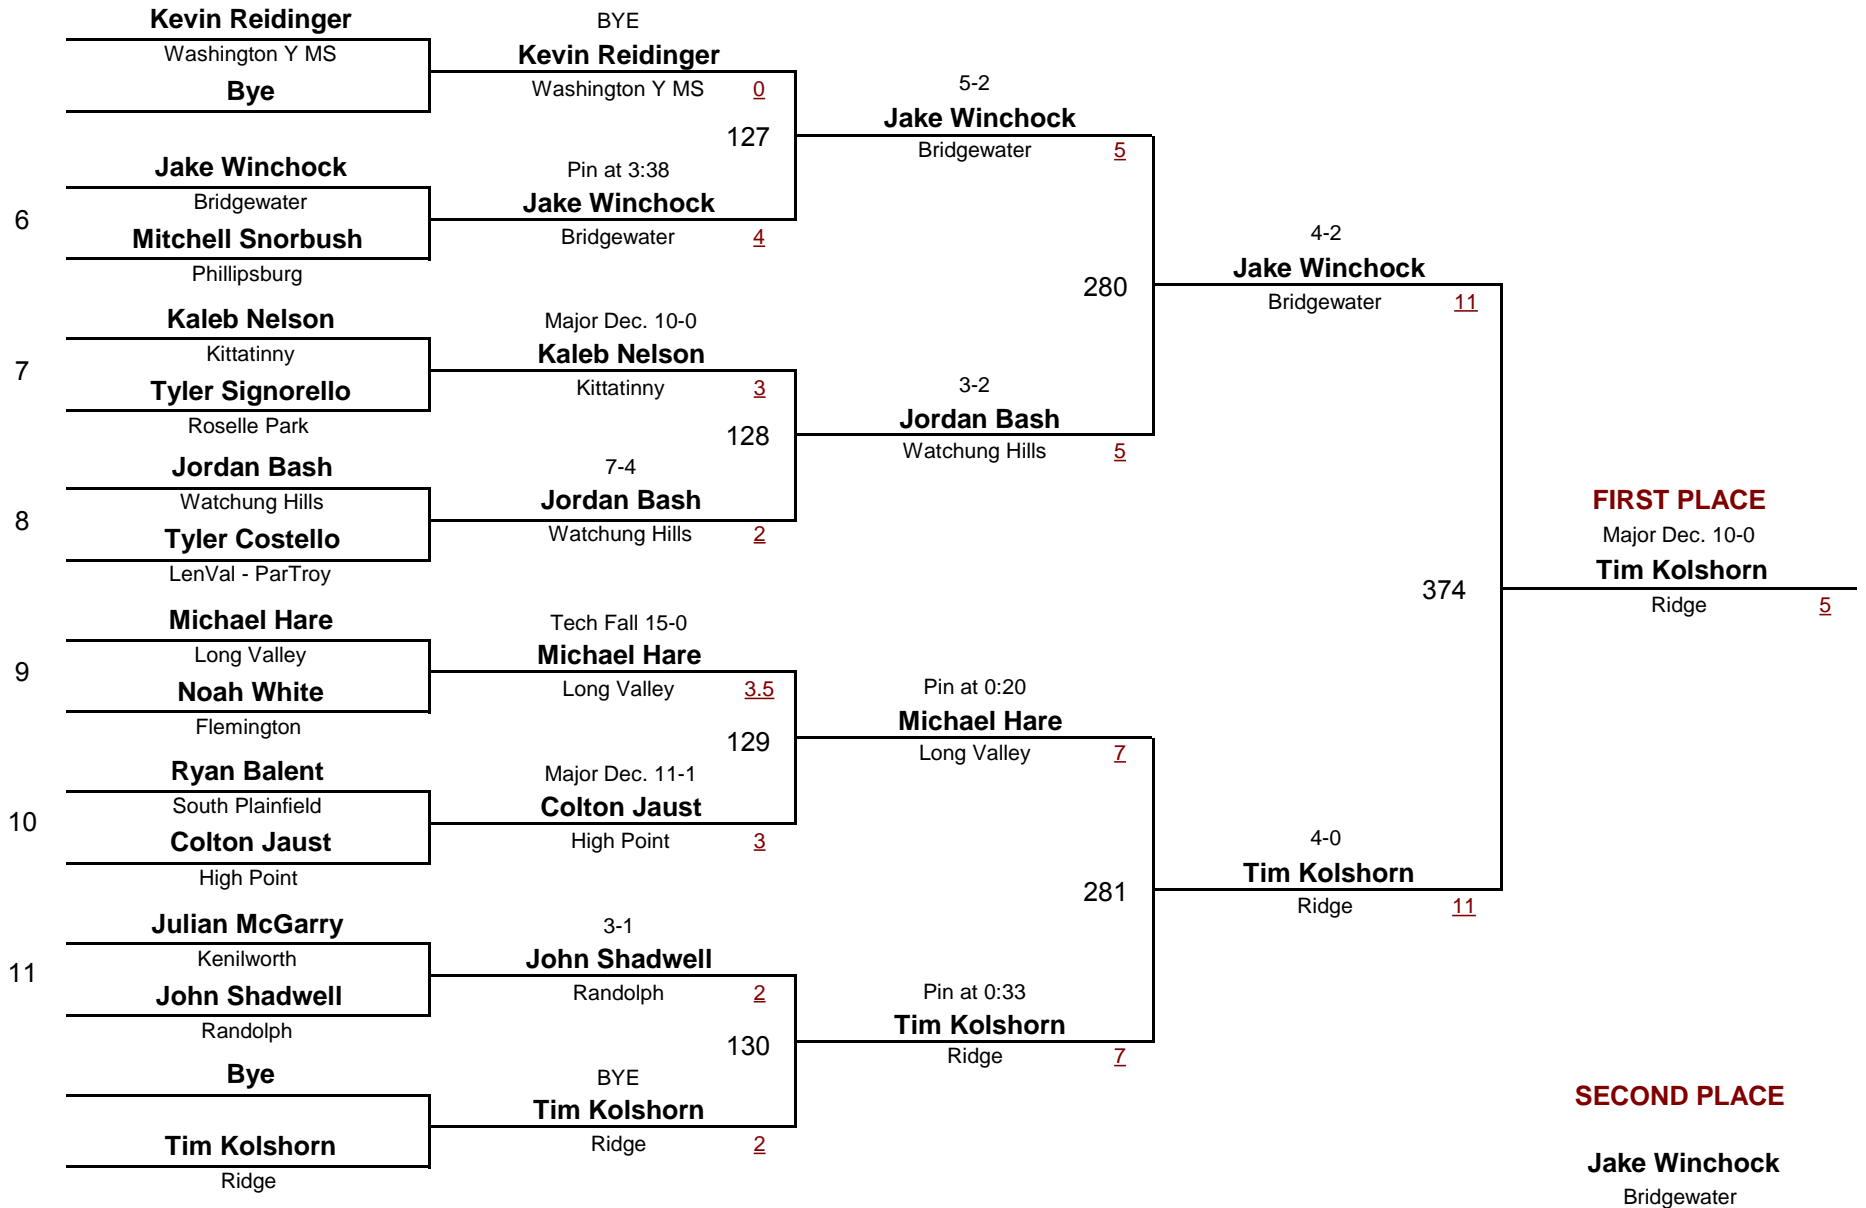 Kevin Reidinger
Washington Y MS
Bye
6
Jake Winchock
Bridgewater
Mitchell Snorbush
Phillipsburg
7
Kaleb Nelson
Kittatinny
Tyler Signorello
Roselle Park
8
Jordan Bash
Watchung Hills
Tyler Costello
LenVal - ParTroy
9
Michael Hare
Long Valley
Noah White
Flemington
10
Ryan Balent
South Plainfield
Colton Jaust
High Point
11
Julian McGarry
Kenilworth
John Shadwell
Randolph
Bye
Tim Kolshorn
Ridge
BYE
Kevin Reidinger
Washington Y MS 0
127
Pin at 3:38
Jake Winchock
Bridgewater 4
Major Dec. 10-0
Kaleb Nelson
Kittatinny 3
128
7-4
Jordan Bash
Watchung Hills 2
Tech Fall 15-0
Michael Hare
Long Valley 3.5
129
Major Dec. 11-1
Colton Jaust
High Point 3
3-1
John Shadwell
Randolph 2
130
BYE
Tim Kolshorn
Ridge 2
5-2
Jake Winchock
Bridgewater 5
280
3-2
Jordan Bash
Watchung Hills 5
Pin at 0:20
Michael Hare
Long Valley 7
281
Pin at 0:33
Tim Kolshorn
Ridge 7
4-2
Jake Winchock
Bridgewater 11
374
4-0
Tim Kolshorn
Ridge 11
FIRST PLACE
Major Dec. 10-0
Tim Kolshorn
Ridge 5
SECOND PLACE
Jake Winchock
Bridgewater